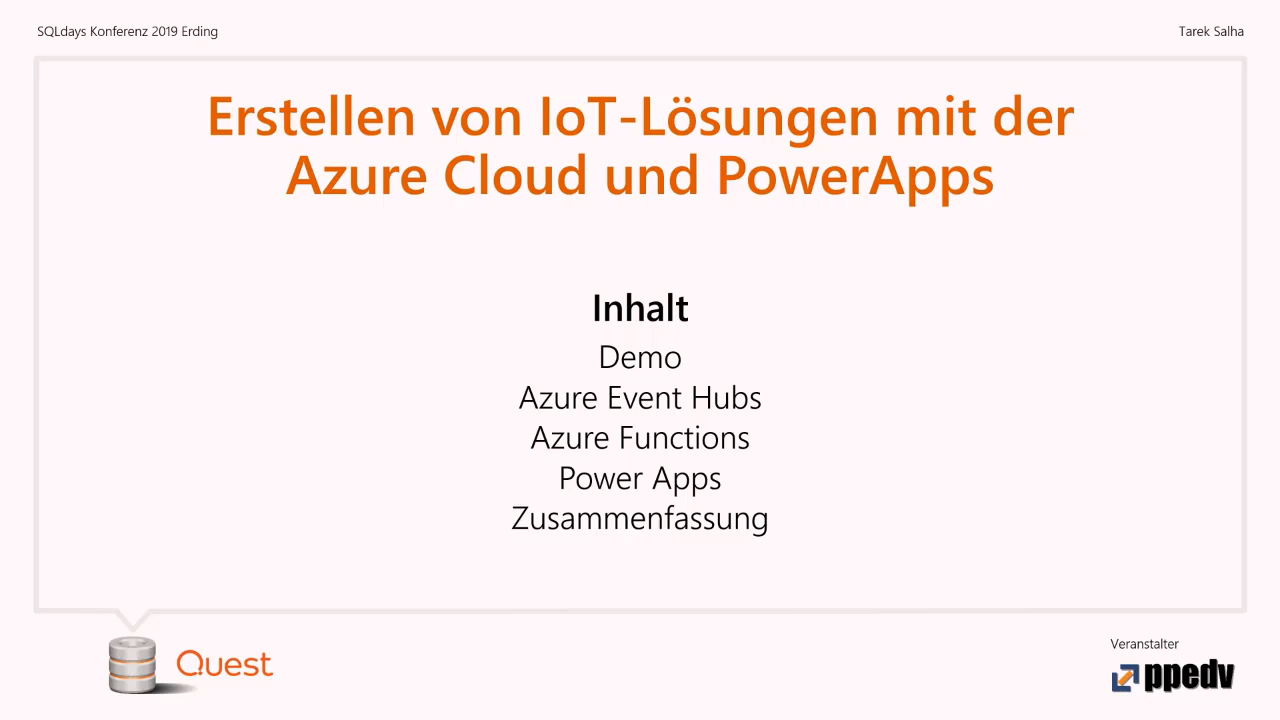 SQLdays Konferenz 2019 Erding
Tarek Salha
Erstellen von IoT-Lösungen mit der
Azure Cloud und PowerApps
Inhalt
Demo
Azure Event Hubs
Azure Functions
Power Apps
Zusammenfassung
Quest
Veranstalter
ppedv